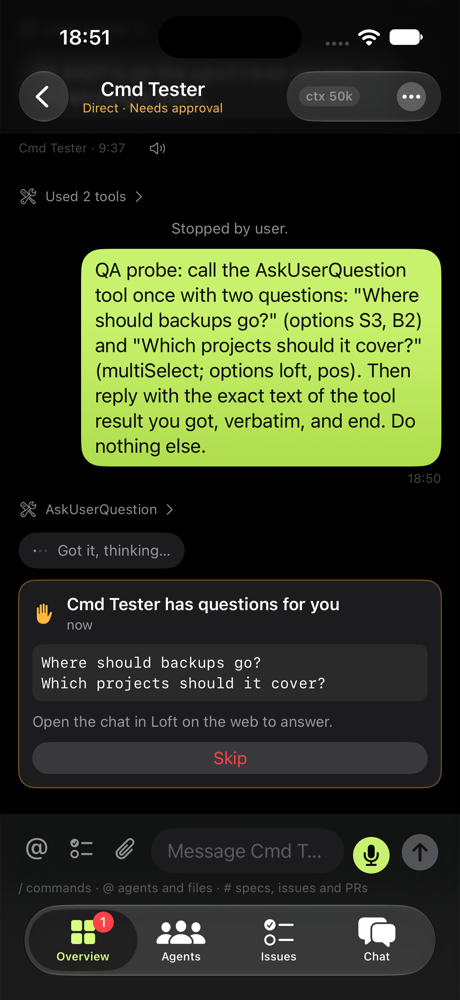 18:51
Cmd Tester
Direct · Needs approval
ctx 50k
Cmd Tester · 9:37
Used 2 tools
Stopped by user.
QA probe: call the AskUserQuestion
tool once with two questions: "Where
should backups go?" (options S3, B2)
and "Which projects should it cover?"
(multiSelect; options loft, pos). Then
reply with the exact text of the tool
result you got, verbatim, and end. Do
nothing else.
18:50
AskUserQuestion
Got it, thinking...
Cmd Tester has questions for you
now
Where should backups go?
Which projects should it cover?
Open the chat in Loft on the web to answer.
Skip
Message Cmd T...
/ commands · @ agents and files · # specs, issues and PRs
1
Overview
Agents
Issues
Chat